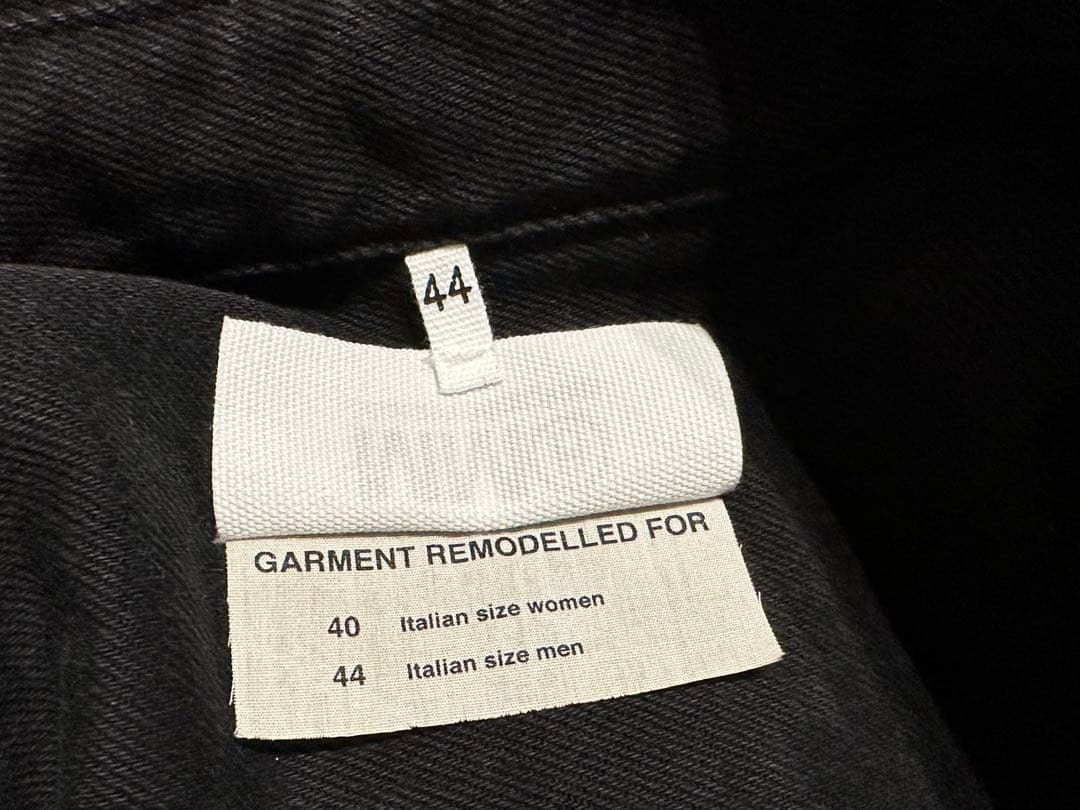 44
GARMENT REMODELLED FOR
40 Italian size women
44 Italian size men